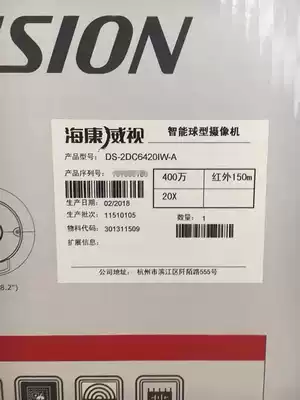 ISION
海康威视
智能球型摄像机
产品型号: DS-2DC6420IW-A
产品序列号:
400万 红外150m
20X
生产日期: 02/2018
生产批次: 11510105
数量: 1
物料代码: 301311509
扩展信息:
公司地址: 杭州市滨江区阡陌路555号
8.2")